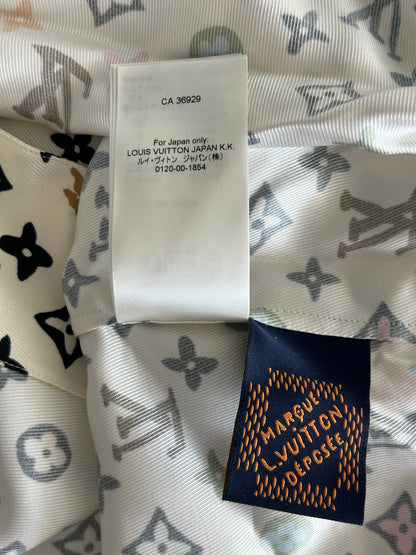 CA 36929
For Japan only:
LOUIS VUITTON JAPAN K.K.
ルイ・ヴィトン ジャパン(株)
0120-00-1854
MARQUE
L.VUITTON
DÉPOSÉE